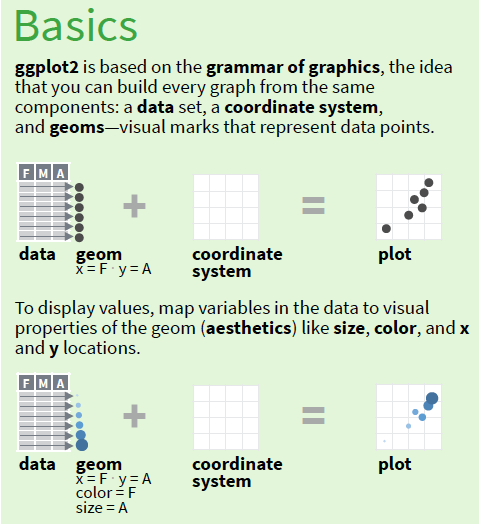 Basics
ggplot2 is based on the grammar of graphics, the idea
that you can build every graph from the same
components: a data set, a coordinate system,
and geoms—visual marks that represent data points.
F M A
+ =
data geom coordinate plot
x = F · y = A system
To display values, map variables in the data to visual
properties of the geom (aesthetics) like size, color, and x
and y locations.
F M A
+ =
data geom coordinate plot
x = F · y = A system
color = F
size = A